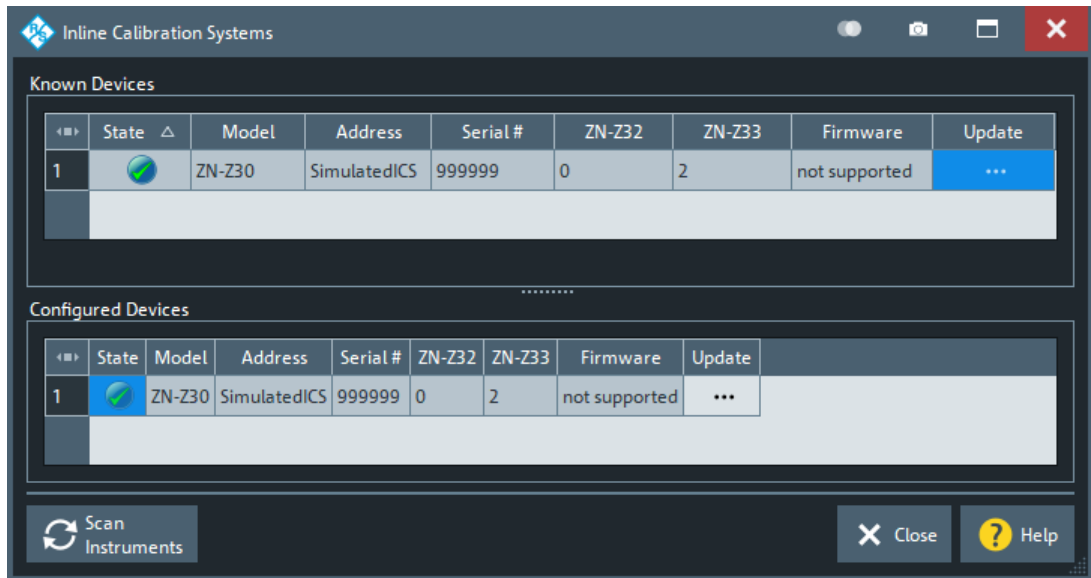 R&S Inline Calibration Systems
Known Devices
State Model Address Serial # ZN-Z32 ZN-Z33 Firmware Update
1 ZN-Z30 SimulatedICS 999999 0 2 not supported ...
Configured Devices
State Model Address Serial # ZN-Z32 ZN-Z33 Firmware Update
1 ZN-Z30 SimulatedICS 999999 0 2 not supported ...
Scan
Instruments
Close
? Help